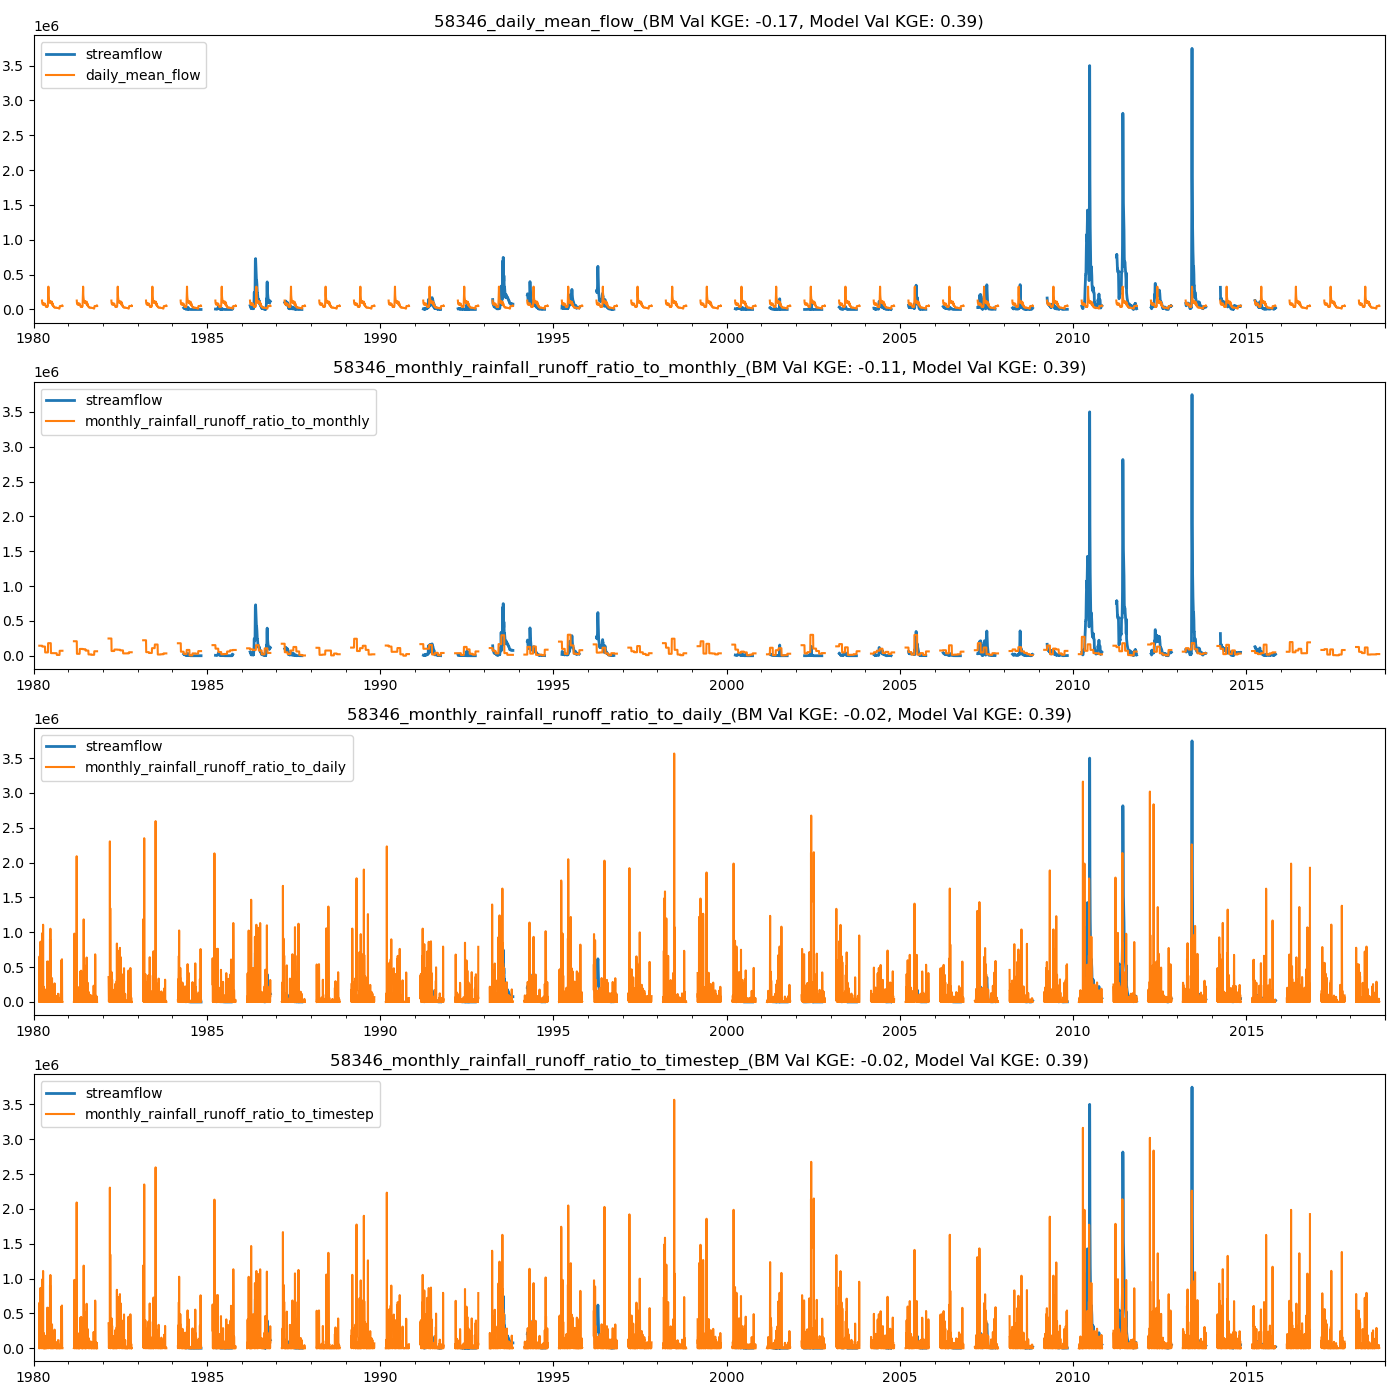 58346_daily_mean_flow_(BM Val KGE: -0.17, Model Val KGE: 0.39)
1e6
streamflow
daily_mean_flow
3.5
3.0
2.5
2.0
1.5
1.0
0.5
0.0
1980 1985 1990 1995 2000 2005 2010 2015
58346_monthly_rainfall_runoff_ratio_to_monthly_(BM Val KGE: -0.11, Model Val KGE: 0.39)
1e6
streamflow
monthly_rainfall_runoff_ratio_to_monthly
3.5
3.0
2.5
2.0
1.5
1.0
0.5
0.0
1980 1985 1990 1995 2000 2005 2010 2015
58346_monthly_rainfall_runoff_ratio_to_daily_(BM Val KGE: -0.02, Model Val KGE: 0.39)
1e6
streamflow
monthly_rainfall_runoff_ratio_to_daily
3.5
3.0
2.5
2.0
1.5
1.0
0.5
0.0
1980 1985 1990 1995 2000 2005 2010 2015
58346_monthly_rainfall_runoff_ratio_to_timestep_(BM Val KGE: -0.02, Model Val KGE: 0.39)
1e6
streamflow
monthly_rainfall_runoff_ratio_to_timestep
3.5
3.0
2.5
2.0
1.5
1.0
0.5
0.0
1980 1985 1990 1995 2000 2005 2010 2015